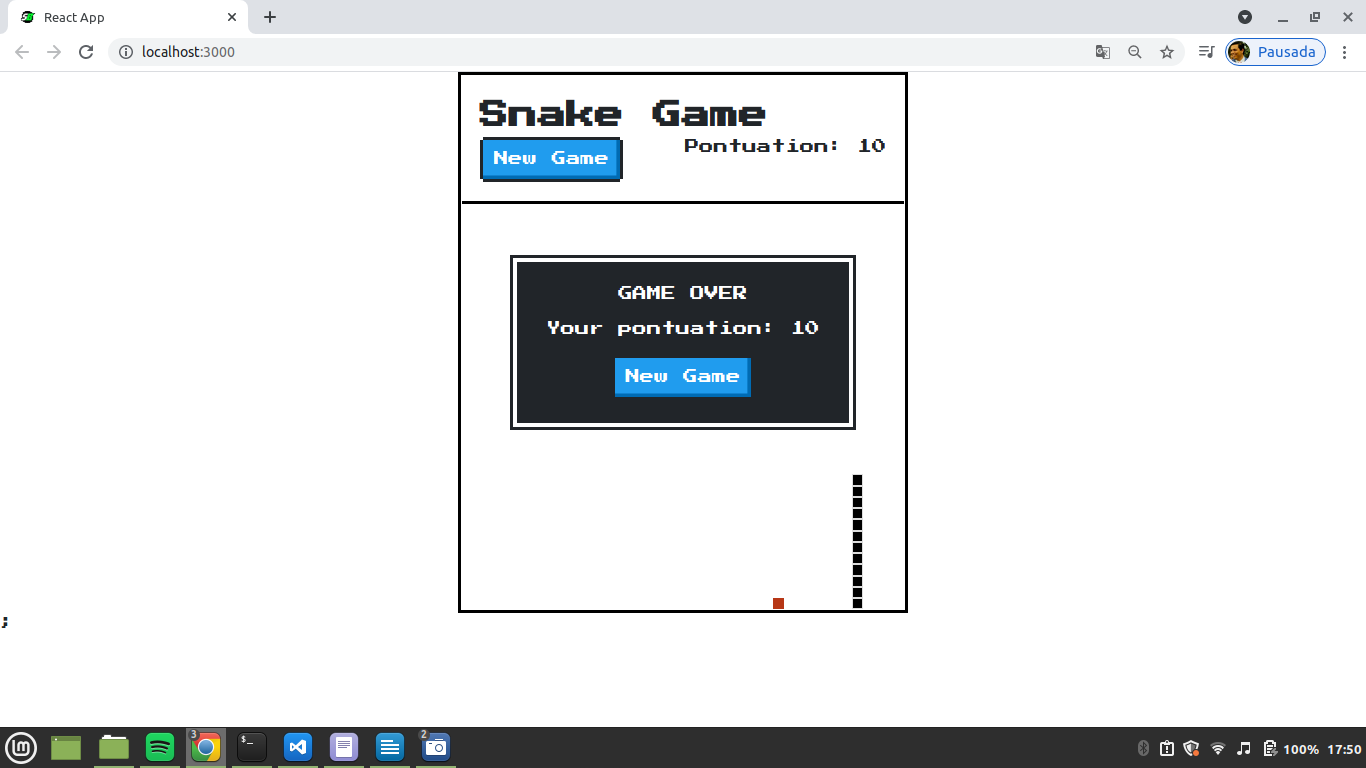 React App
localhost:3000
Pausada
Snake Game
New Game
Pontuation: 10
GAME OVER
Your pontuation: 10
New Game
;
3
$_
2
100% 17:50